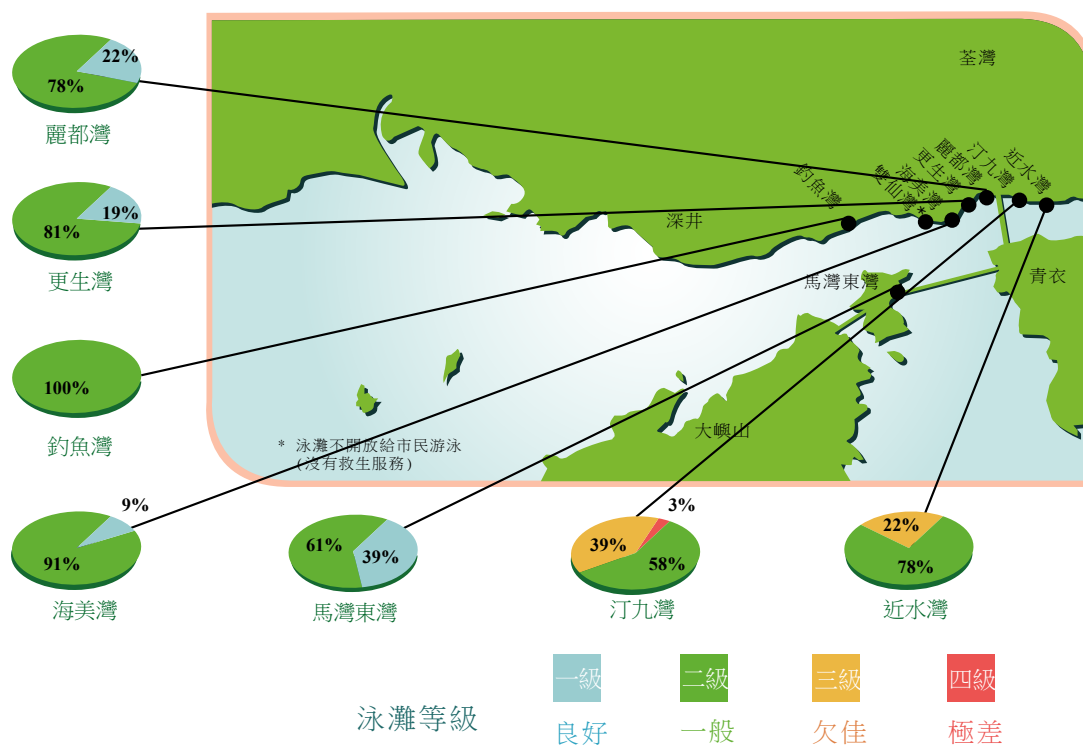 22%
78%
麗都灣
19%
81%
更生灣
100%
釣魚灣
9%
91%
海美灣
61%
39%
馬灣東灣
3%
39%
58%
汀九灣
22%
78%
近水灣
荃灣
釣魚灣
雙仙灣*
海美灣
更生灣
麗都灣
汀九灣
近水灣
深井
馬灣東灣
青衣
大嶼山
* 泳灘不開放給市民游泳
(沒有救生服務)
泳灘等級
一級
良好
二級
一般
三級
欠佳
四級
極差